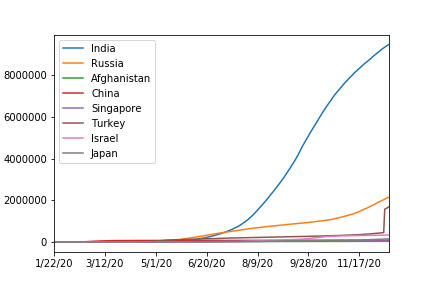 India
Russia
Afghanistan
China
Singapore
Turkey
Israel
Japan
8000000
6000000
4000000
2000000
0
1/22/20 3/12/20 5/1/20 6/20/20 8/9/20 9/28/20 11/17/20